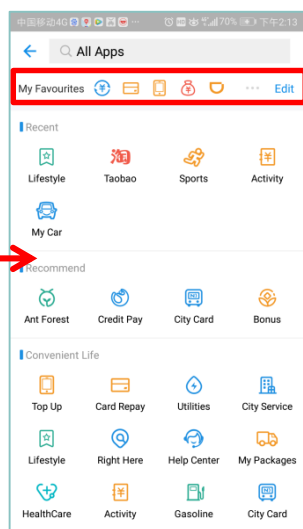 中国移动4G 70% 下午2:13
All Apps
My Favourites ··· Edit
Recent
Lifestyle Taobao Sports Activity
My Car
Recommend
Ant Forest Credit Pay City Card Bonus
Convenient Life
Top Up Card Repay Utilities City Service
Lifestyle Right Here Help Center My Packages
HealthCare Activity Gasoline City Card